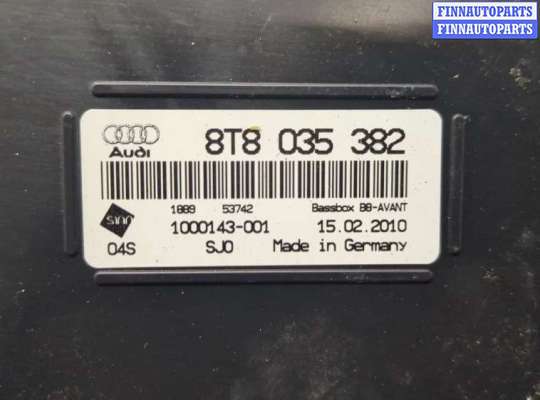 FINNAUTOPARTS
FINNAUTOPARTS
Audi
8T8 035 382
1889 53742 Bassbox B8-AVANT
1000143-001 15.02.2010
04S SJ0 Made in Germany